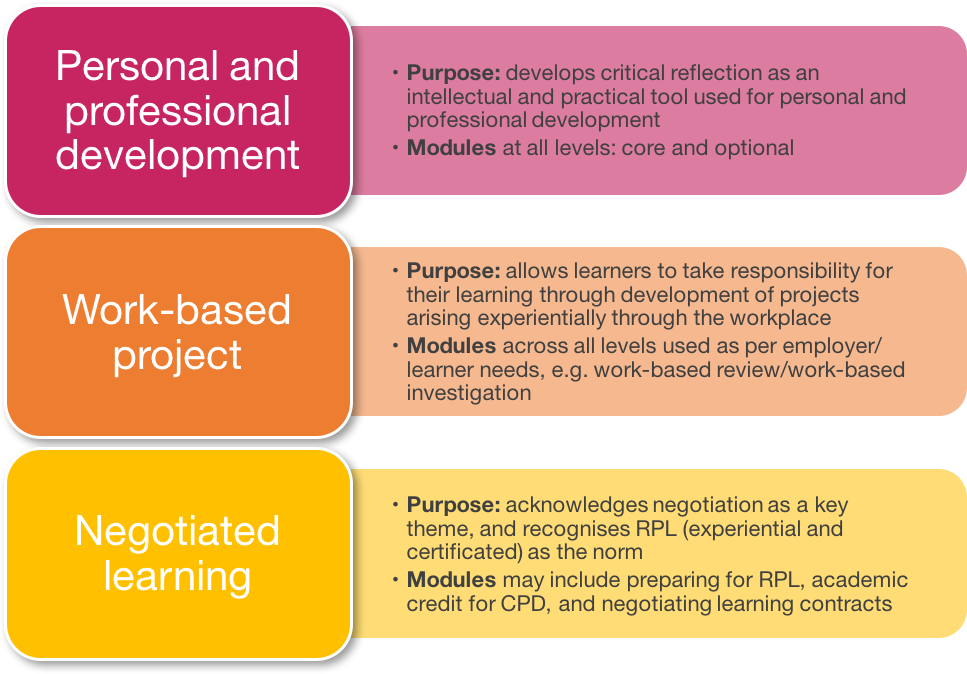 Personal and
professional
development
• Purpose: develops critical reflection as an
intellectual and practical tool used for personal and
professional development
• Modules at all levels: core and optional
Work-based
project
• Purpose: allows learners to take responsibility for
their learning through development of projects
arising experientially through the workplace
• Modules across all levels used as per employer/
learner needs, e.g. work-based review/work-based
investigation
Negotiated
learning
• Purpose: acknowledges negotiation as a key
theme, and recognises RPL (experiential and
certificated) as the norm
• Modules may include preparing for RPL, academic
credit for CPD, and negotiating learning contracts